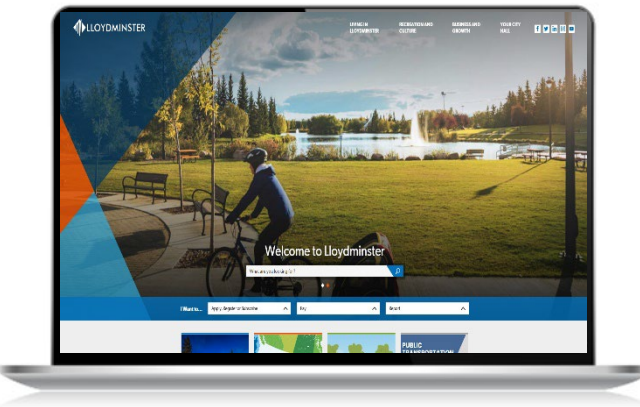 LLOYDMINSTER
LIVING IN
LLOYDMINSTER
RECREATION AND
CULTURE
BUSINESS AND
GROWTH
YOUR CITY
HALL
Welcome to Lloydminster
What are you looking for?
I Want to...
Apply, Register or Subscribe
Pay
Report
PUBLIC
TRANSPORTATION